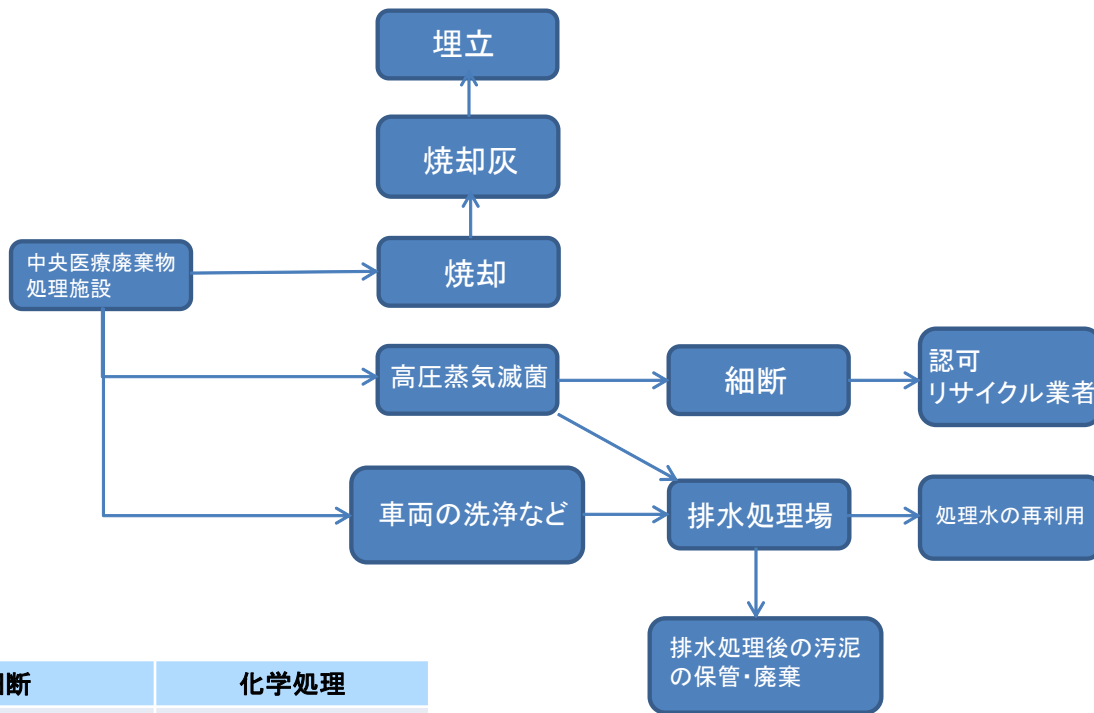 埋立
焼却灰
焼却
中央医療廃棄物
処理施設
高圧蒸気滅菌
細断
認可
リサイクル業者
車両の洗浄など
排水処理場
処理水の再利用
排水処理後の汚泥
の保管・廃棄
断
化学処理